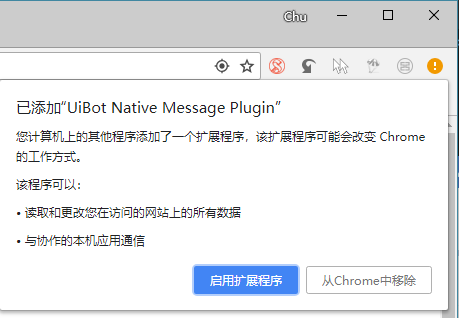 Chu
已添加“UiBot Native Message Plugin”
您计算机上的其他程序添加了一个扩展程序，该扩展程序可能会改变 Chrome
的工作方式。
该程序可以：
• 读取和更改您在访问的网站上的所有数据
• 与协作的本机应用通信
启用扩展程序
从Chrome中移除